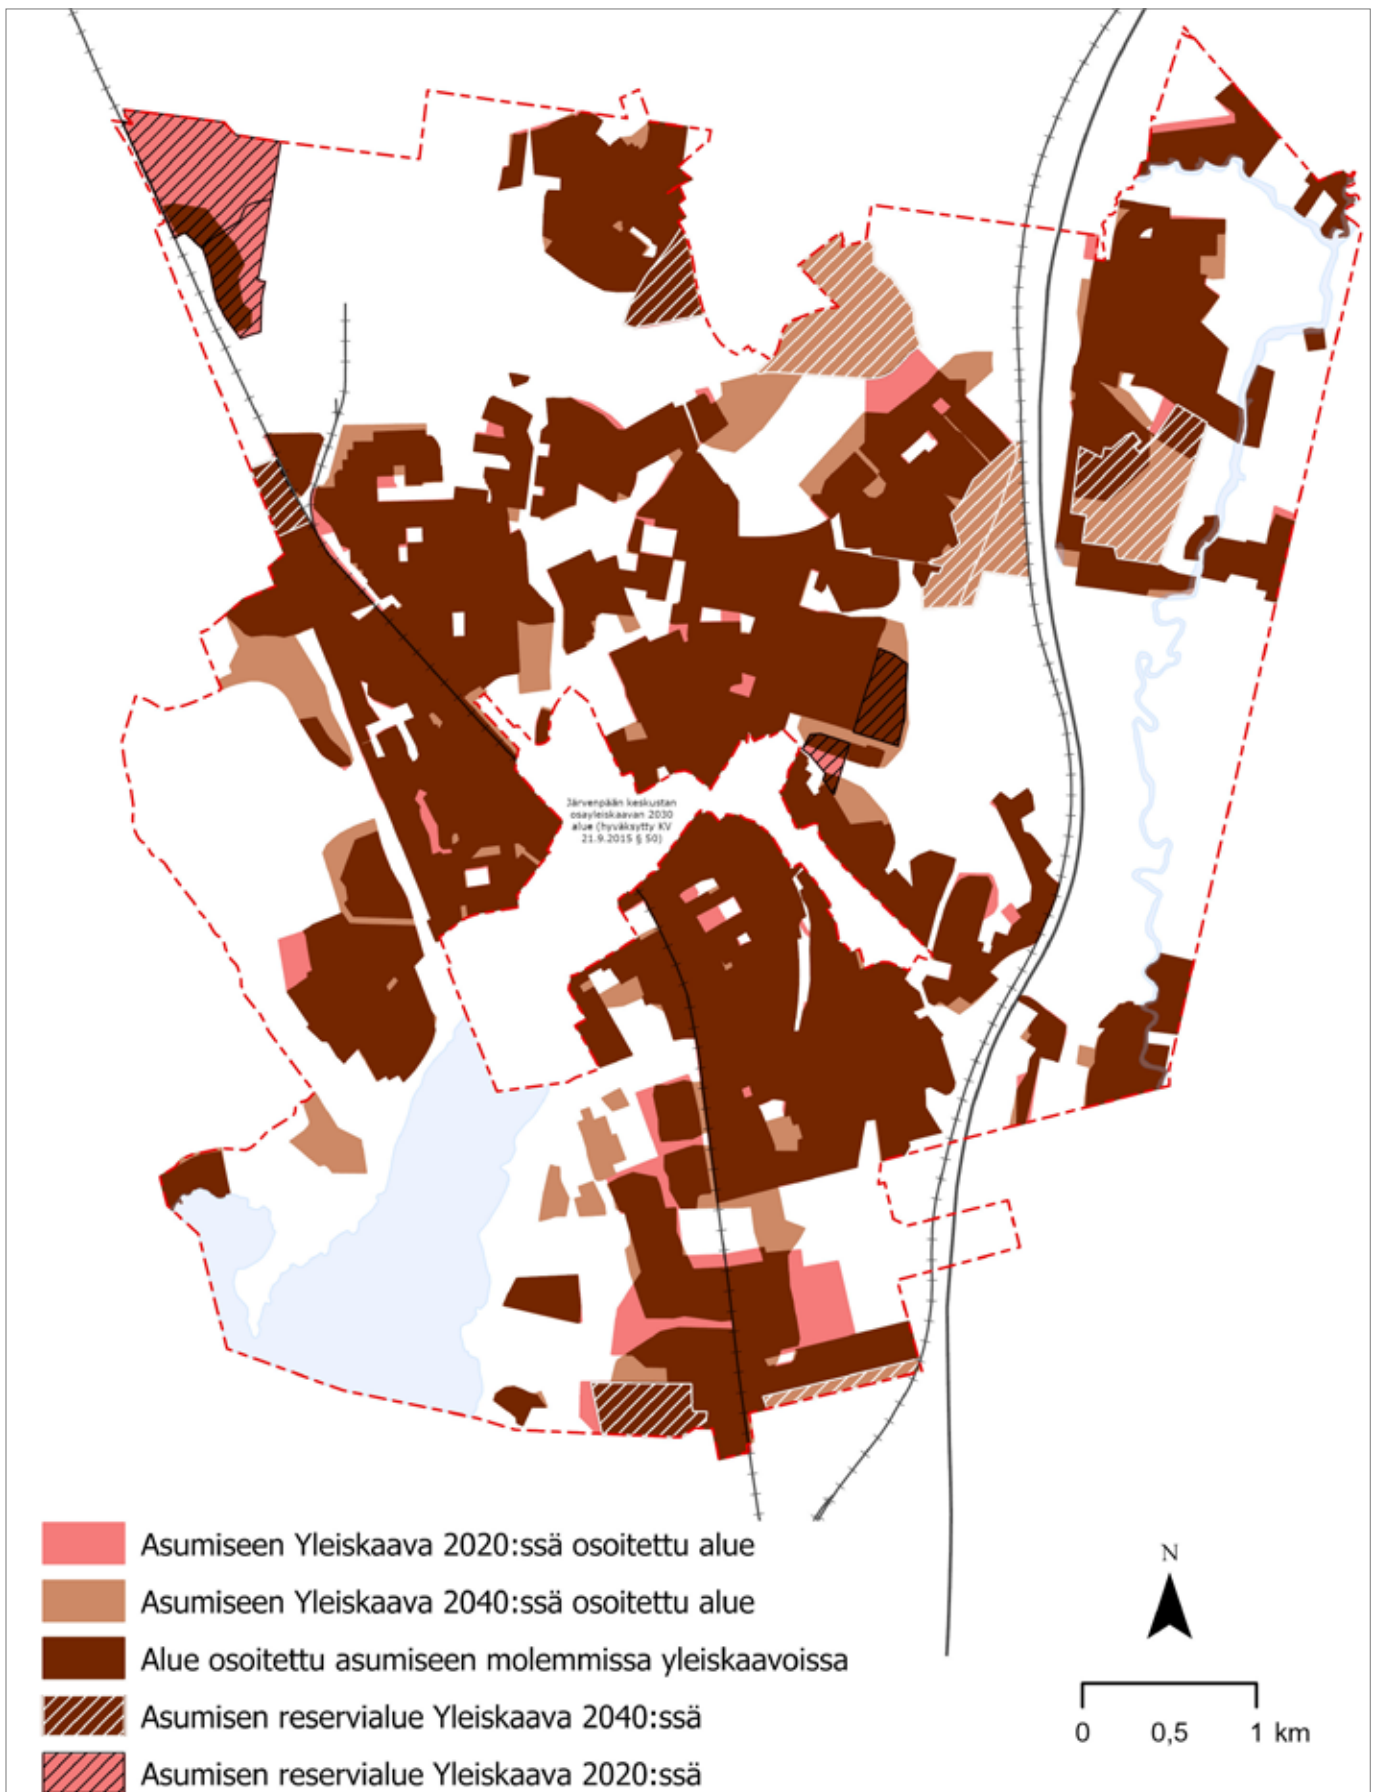 Järvenpään keskustan
osayleiskaavan 2030
alue (hyväksytty KV
21.9.2015 § 50)
Asumiseen Yleiskaava 2020:ssä osoitettu alue
Asumiseen Yleiskaava 2040:ssä osoitettu alue
Alue osoitettu asumiseen molemmissa yleiskaavoissa
Asumisen reservialue Yleiskaava 2040:ssä
Asumisen reservialue Yleiskaava 2020:ssä
N
0 0,5 1 km